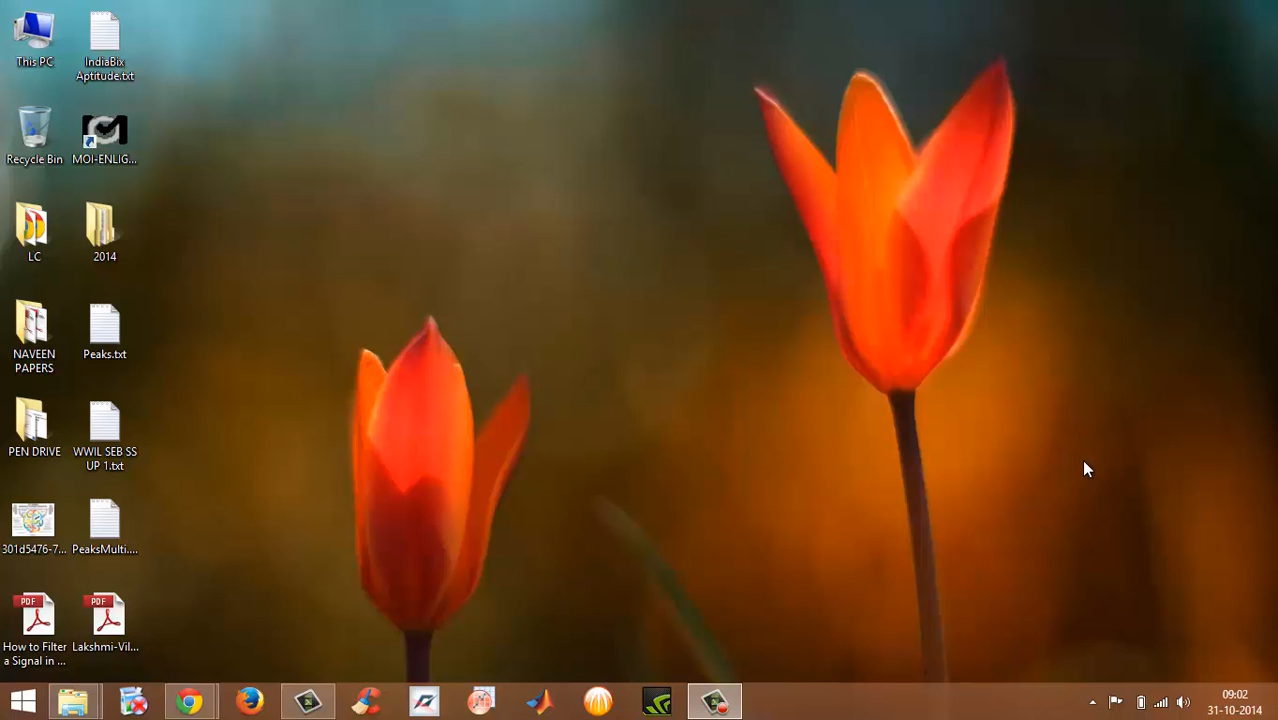 This PC
IndiaBix
Aptitude.txt
Recycle Bin
MOI-ENLIG...
LC
2014
NAVEEN
PAPERS
Peaks.txt
PEN DRIVE
WWIL SEB SS
UP 1.txt
301d5476-7...
PeaksMulti....
PDF
PDF
How to Filter
a Signal in ...
Lakshmi-Vil...
09:02
31-10-2014